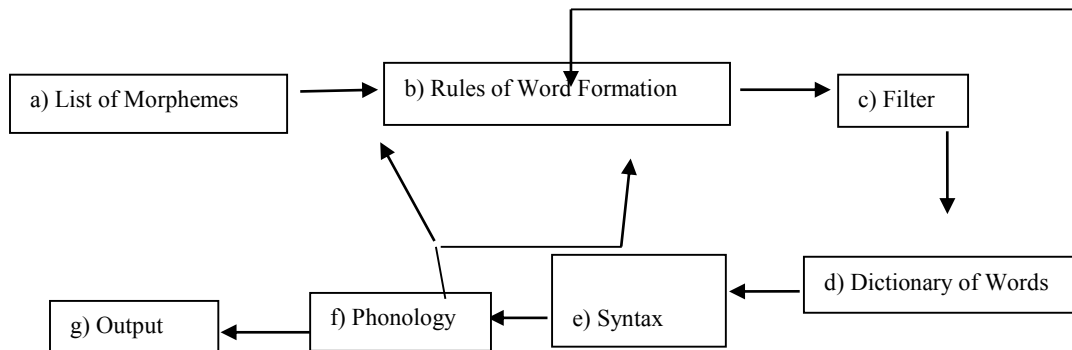 a) List of Morphemes
b) Rules of Word Formation
c) Filter
d) Dictionary of Words
e) Syntax
f) Phonology
g) Output